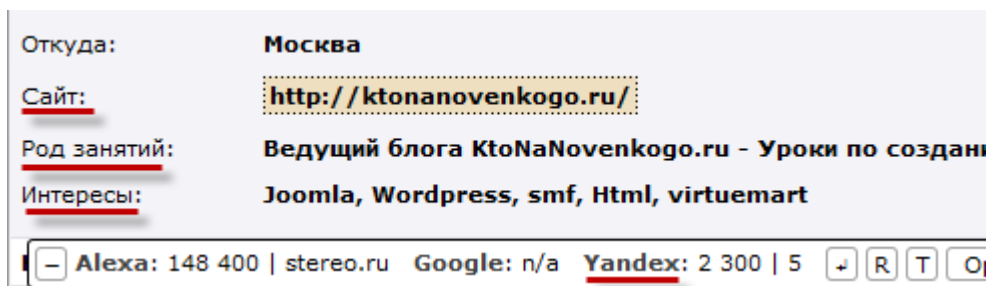 Откуда: Москва
Сайт: http://ktonanovenkogo.ru/
Род занятий: Ведущий блога KtoNaNovenkogo.ru - Уроки по
Интересы: Joomla, Wordpress, smf, Html, virtuemart
Alexa: 148 400 | stereo.ru Google: n/a Yandex: 2 300 | 5 R T